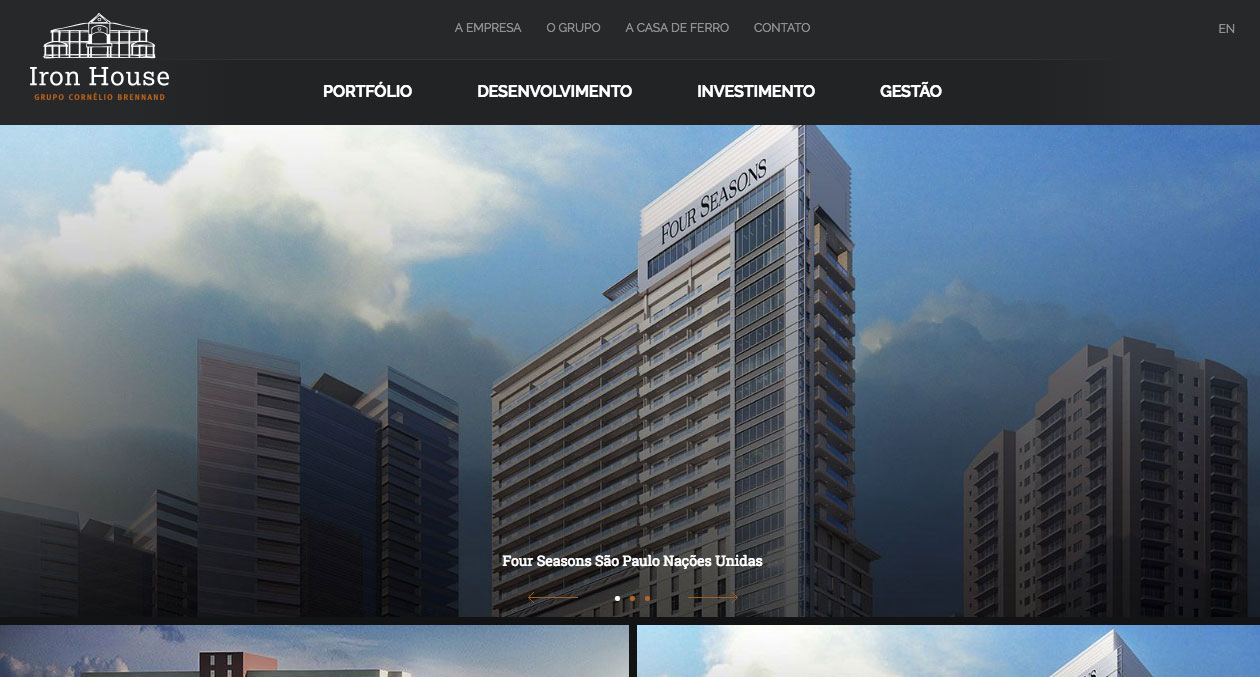 A EMPRESA O GRUPO A CASA DE FERRO CONTATO EN
Iron House
GRUPO CORNÉLIO BRENNAND
PORTFÓLIO DESENVOLVIMENTO INVESTIMENTO GESTÃO
FOUR SEASONS
Four Seasons São Paulo Nações Unidas